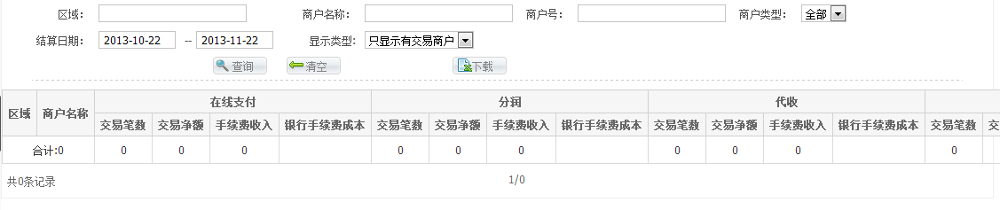 区域： 商户名称： 商户号： 商户类型： 全部
结算日期： 2013-10-22 -- 2013-11-22 显示类型: 只显示有交易商户
查询 清空 下载
区域 商户名称 在线支付 分润 代收
交易笔数 交易净额 手续费收入 银行手续费成本 交易笔数 交易净额 手续费收入 银行手续费成本 交易笔数 交易净额 手续费收入 银行手续费成本 交易笔数 交
合计:0 0 0 0 0 0 0 0 0 0 0
共0条记录 1/0